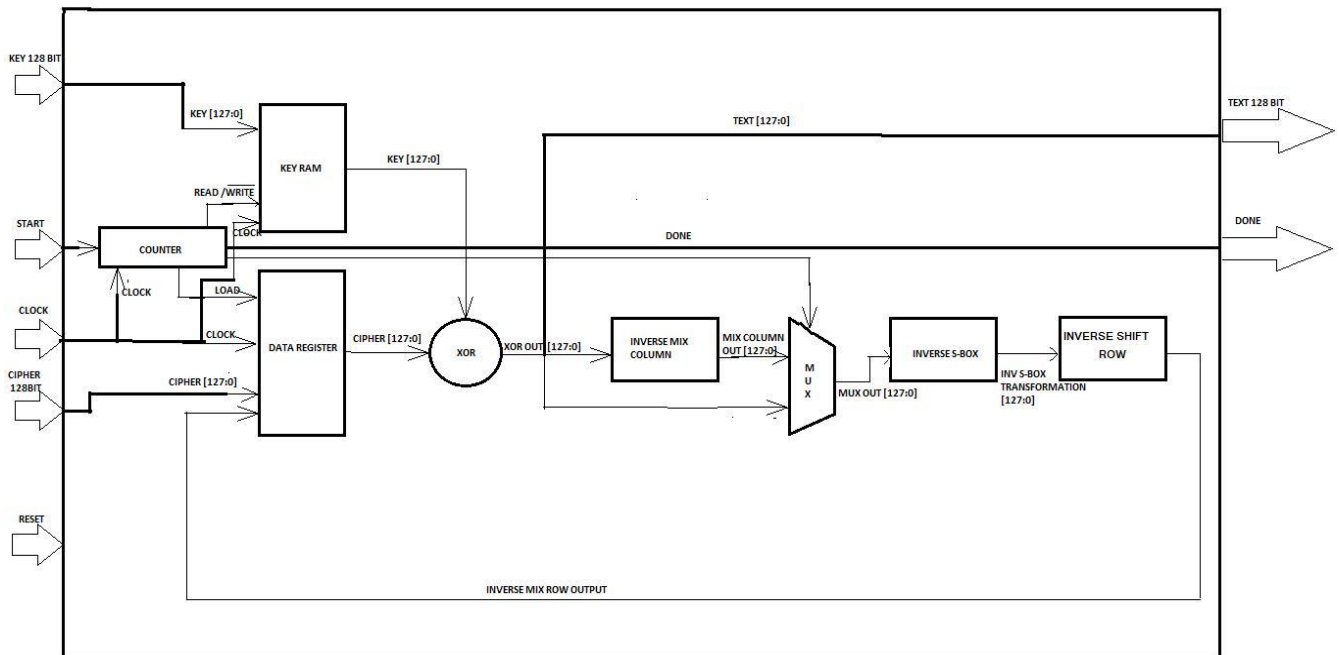 KEY 128 BIT
KEY [127:0]
TEXT 128 BIT
TEXT [127:0]
KEY RAM
KEY [127:0]
READ /WRITE
START
CLOCK
DONE
DONE
COUNTER
CLOCK
LOAD
CLOCK
CLOCK
DATA REGISTER
CIPHER [127:0]
XOR
XOR OUT [127:0]
INVERSE MIX
COLUMN
MIX COLUMN
OUT [127:0]
M
U
X
MUX OUT [127:0]
INVERSE S-BOX
INV S-BOX
TRANSFORMATION
[127:0]
INVERSE SHIFT
ROW
CIPHER
128BIT
CIPHER [127:0]
RESET
INVERSE MIX ROW OUTPUT